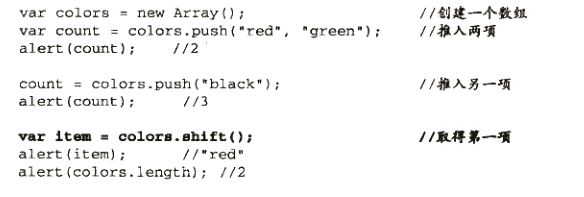 var colors = new Array(); //创建一个数组
var count = colors.push("red", "green"); //推入两项
alert(count); //2
count = colors.push("black"); //推入另一项
alert(count); //3
var item = colors.shift(); //取得第一项
alert(item); //"red"
alert(colors.length); //2